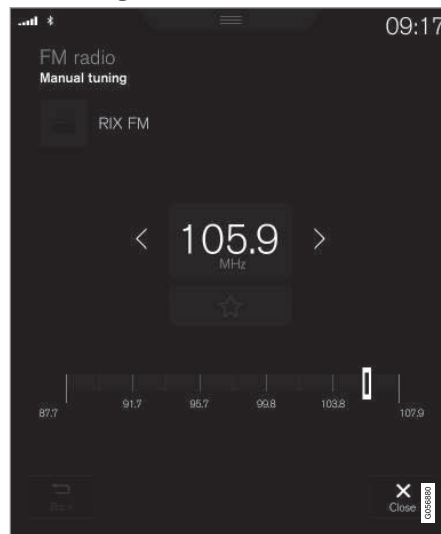 09:17
FM radio
Manual tuning
RIX FM
105.9
MHz
87.7
91.7
95.7
99.8
103.8
107.9
Back
Close
G056880